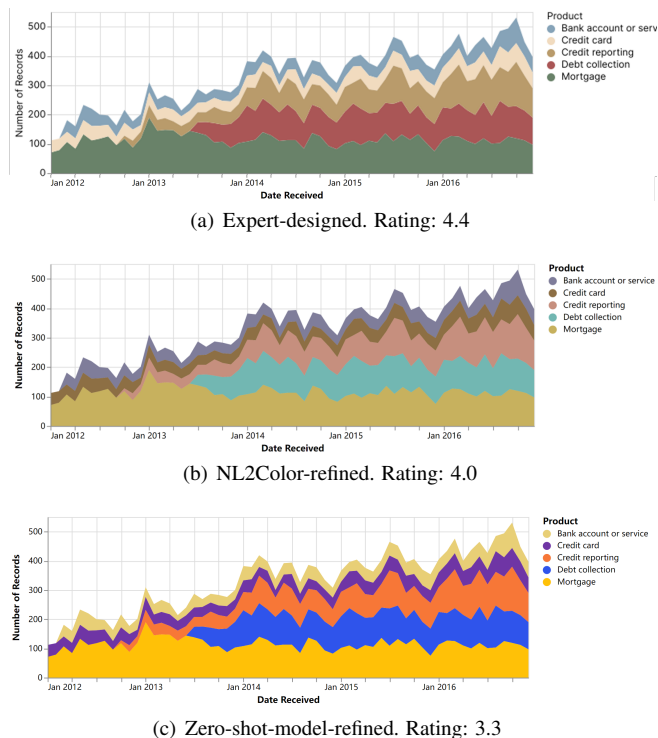 Product
Bank account or serv
Credit card
Credit reporting
Debt collection
Mortgage
Number of Records
500
400
300
200
100
0
Jan 2012 Jan 2013 Jan 2014 Jan 2015 Jan 2016
Date Received
(a) Expert-designed. Rating: 4.4
Product
Bank account or service
Credit card
Credit reporting
Debt collection
Mortgage
Number of Records
500
400
300
200
100
0
Jan 2012 Jan 2013 Jan 2014 Jan 2015 Jan 2016
Date Received
(b) NL2Color-refined. Rating: 4.0
Product
Bank account or service
Credit card
Credit reporting
Debt collection
Mortgage
Number of Records
500
400
300
200
100
0
Jan 2012 Jan 2013 Jan 2014 Jan 2015 Jan 2016
Date Received
(c) Zero-shot-model-refined. Rating: 3.3